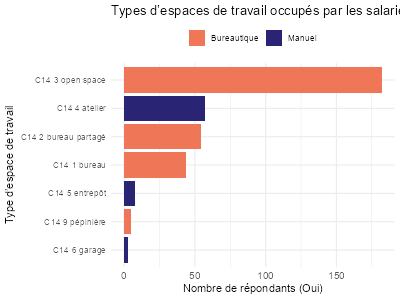 Types d'espaces de travail occupés par les salarié
Bureautique
Manuel
C14 3 open space
C14 4 atelier
C14 2 bureau partagé
C14 1 bureau
C14 5 entrepôt
C14 9 pépinière
C14 6 garage
Type d'espace de travail
0 50 100 150
Nombre de répondants (Oui)